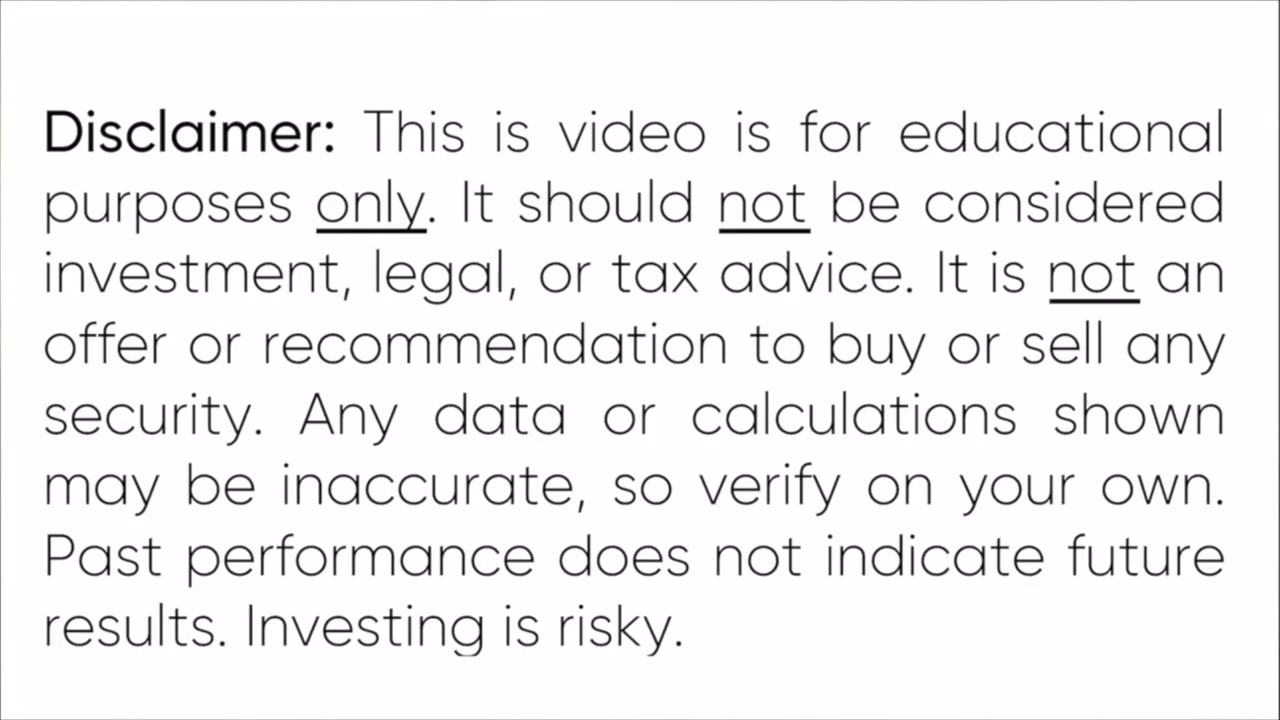 Disclaimer: This is video is for educational
purposes only. It should not be considered
investment, legal, or tax advice. It is not an
offer or recommendation to buy or sell any
security. Any data or calculations shown
may be inaccurate, so verify on your own.
Past performance does not indicate future
results. Investing is risky.